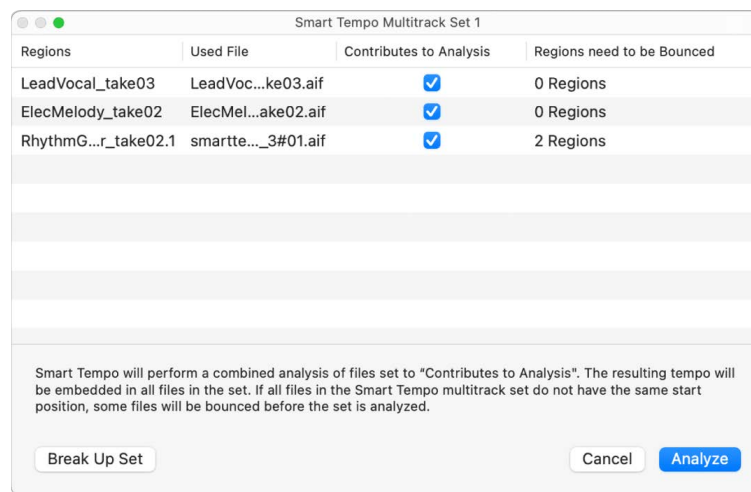 Smart Tempo Multitrack Set 1
Regions Used File Contributes to Analysis Regions need to be Bounced
LeadVocal_take03 LeadVoc...ke03.aif 0 Regions
ElecMelody_take02 ElecMel...ake02.aif 0 Regions
RhythmG...r_take02.1 smartte..._3#01.aif 2 Regions
Smart Tempo will perform a combined analysis of files set to “Contributes to Analysis”. The resulting tempo will
be embedded in all files in the set. If all files in the Smart Tempo multitrack set do not have the same start
position, some files will be bounced before the set is analyzed.
Break Up Set Cancel Analyze